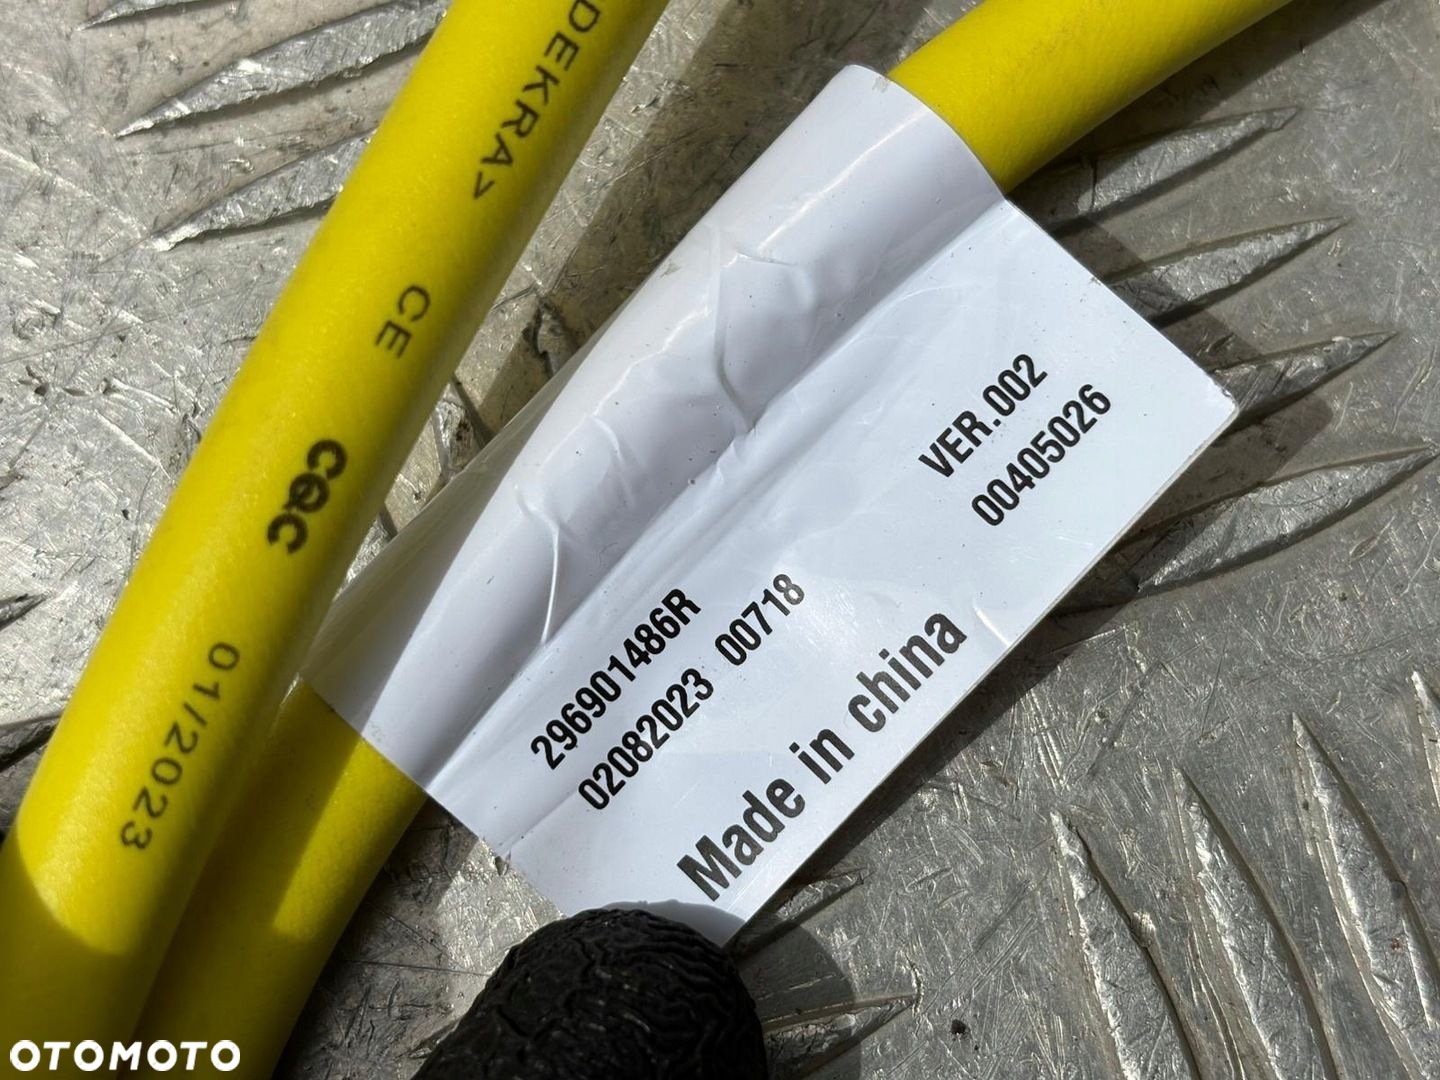 DEKRA>
CE
CQC
01/2023
VER.002
00405026
296901486R
02082023 00718
Made in china
OTOMOTO